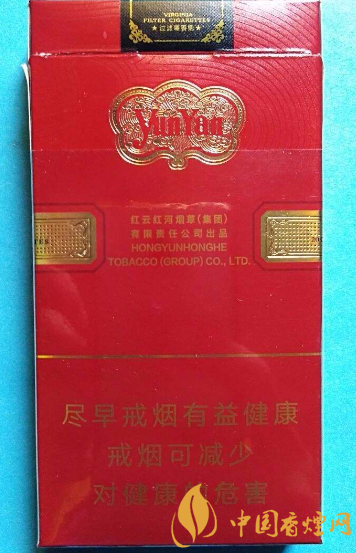 VIRGINIA
FILTER CIGARETTES
YunYan
红云红河烟草(集团)
有限责任公司出品
HONGYUNHONGHE
TOBACCO (GROUP) CO., LTD.
尽早戒烟有益健康
戒烟可减少
对健康的危害
中国香烟网